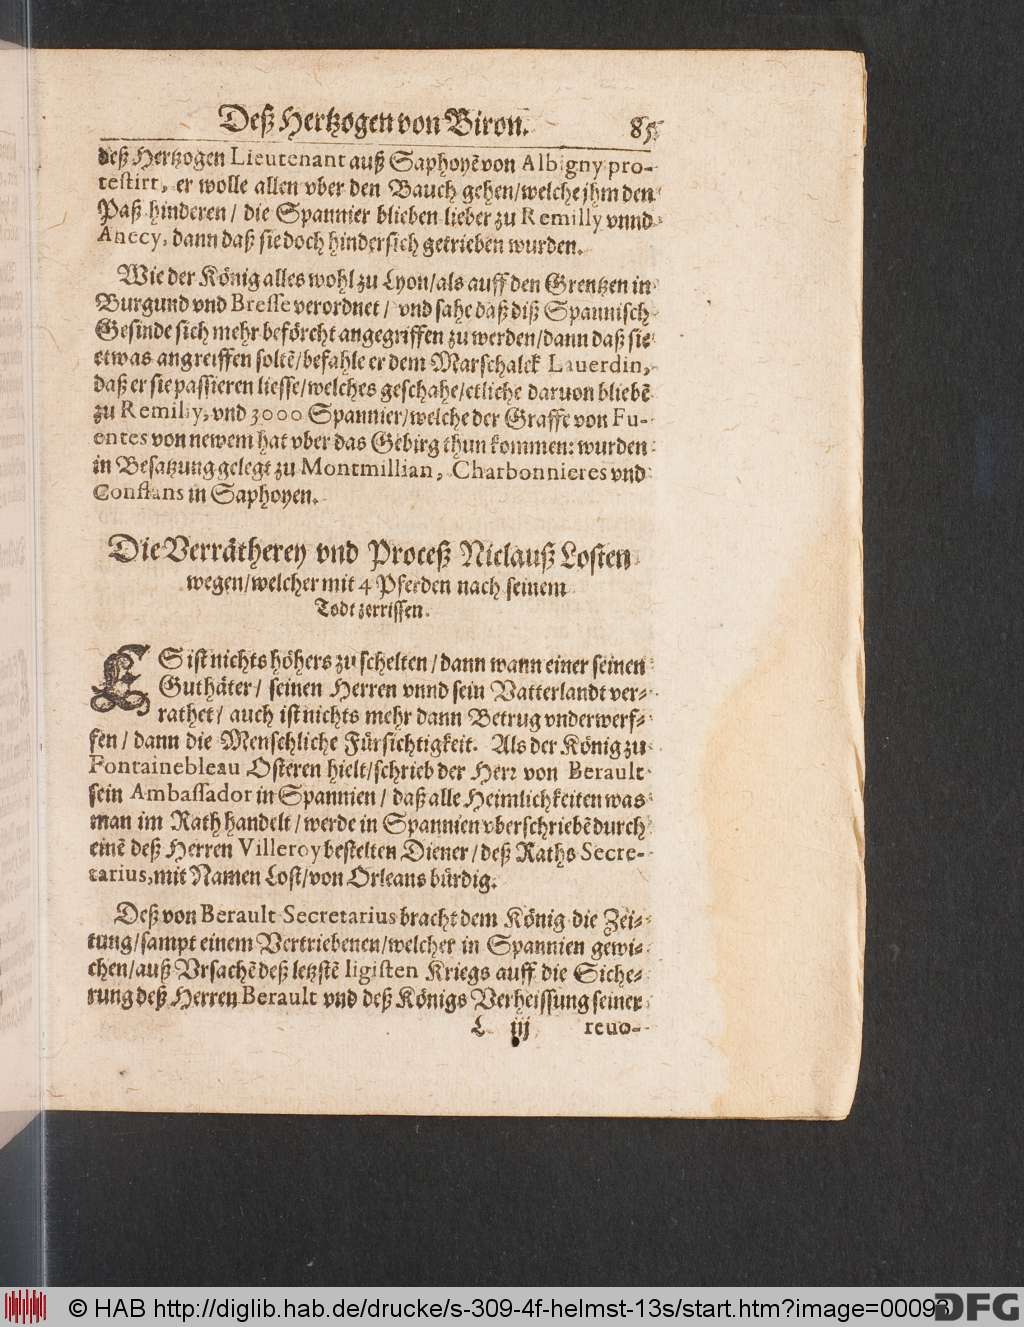 Deß Hertzogen von Biron. 85
deß Hertzogen Lieutenant auß Saphoyẽ von Albigny pro-
testirt, er wolle allen vber den Bauch gehen/welche jhm den
Paß hinderen / die Spannier blieben lieber zu Remilly vnnd
Anecy, dann daß sie doch hindersich getrieben wurden.
Wie der König alles wohl zu Lyon/als auff den Grentzen in
Burgund vnd Bresse verordnet / vnd sahe daß diß Spannisch
Gesinde sich mehr beförcht angegriffen zu werden/dann daß sie
etwas angreiffen soltẽ/befahle er dem Marschalck Lauerdin,
daß er sie passieren liesse/welches geschahe/etliche daruon bliebẽ
zu Remilly, vnd 3000 Spannier/welche der Graffe von Fu-
entes von newem hat vber das Gebirg thun kommen: wurden
in Besatzung gelegt zu Montmillian, Charbonnieres vnd
Constans in Saphoyen.
Die Verrätherey vnd Proceß Niclauß Losten
wegen/welcher mit 4 Pferden nach seinem
Todt zerrissen.
ES ist nichts höhers zu schelten / dann wann einer seinen
Guthäter / seinen Herren vnnd sein Vatterlandt ver-
rathet / auch ist nichts mehr dann Betrug vnderwerf-
fen / dann die Menschliche Fürsichtigkeit. Als der König zu
Fontainebleau Osteren hielt/schrieb der Herr von Berault
sein Ambassador in Spannien / daß alle Heimlichkeiten was
man im Rath handelt / werde in Spannien vberschriebẽ durch
einẽ deß Herren Villeroy bestelten Diener / deß Raths Secre-
tarius, mit Namen Lost/von Orleans bürdig.
Deß von Berault Secretarius bracht dem König die Zei-
tung/sampt einem Vertriebenen/welcher in Spannien gewi-
chen/auß Vrsachẽ deß letzstẽ ligisten Kriegs auff die Siche-
rung deß Herren Berault vnd deß Königs Verheissung seiner
L iij reuo-
© HAB http://diglib.hab.de/drucke/s-309-4f-helmst-13s/start.htm?image=00093
DFG